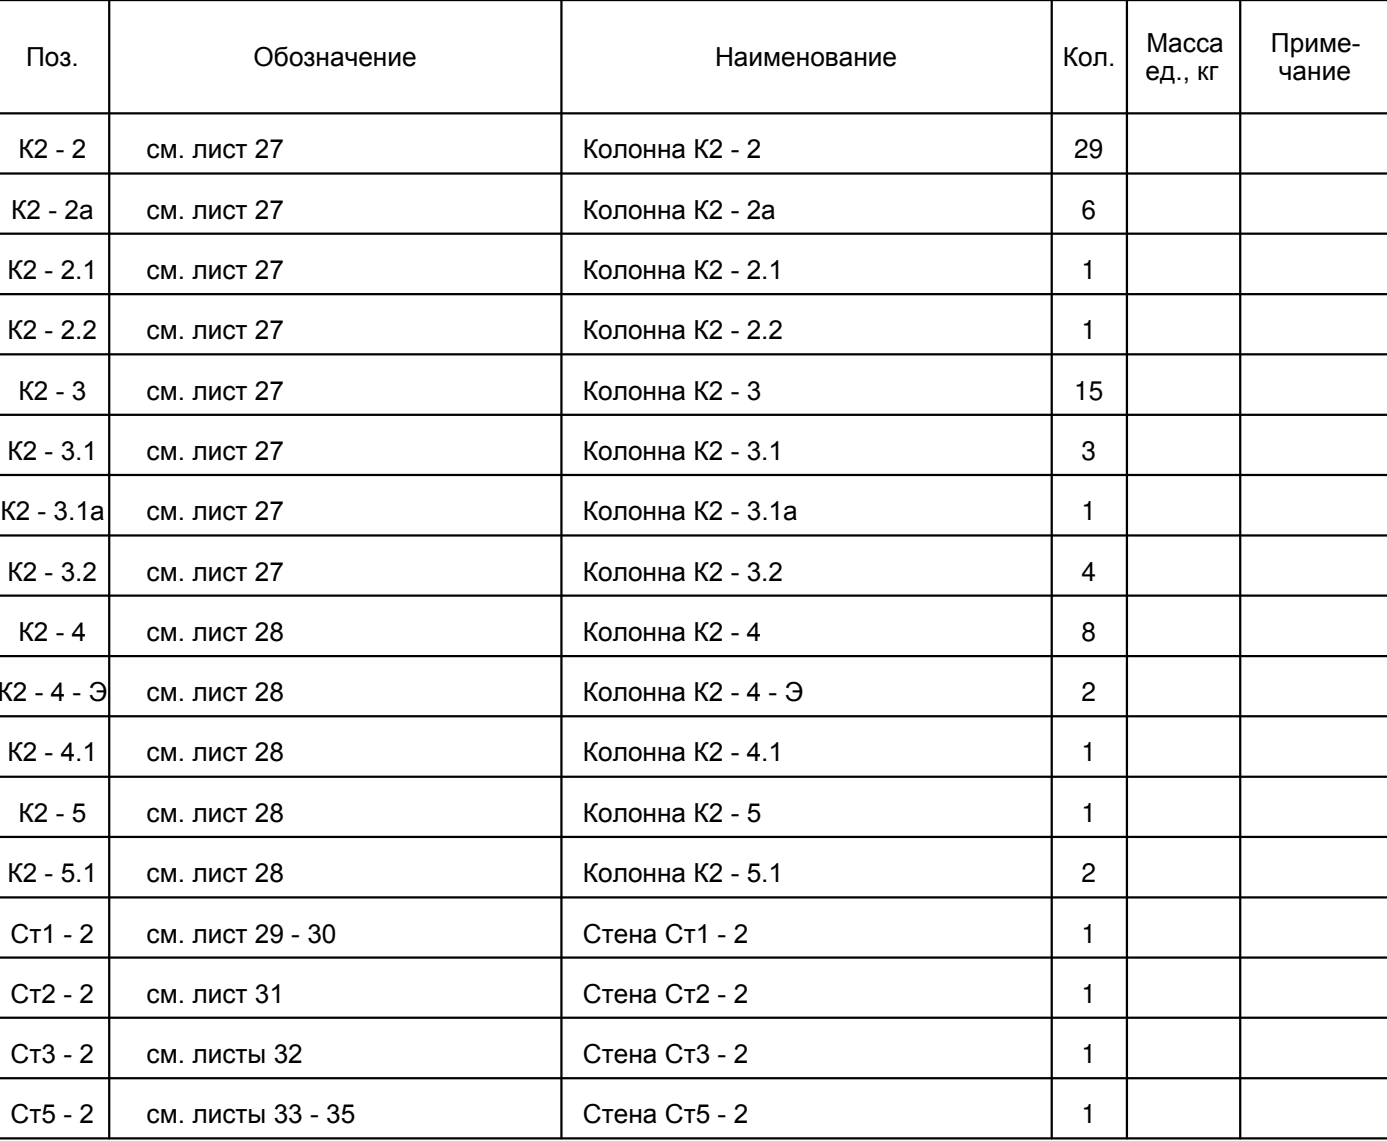 Поз. Обозначение Наименование Кол. Масса ед., кг Приме-чание
К2 - 2 см. лист 27 Колонна К2 - 2 29
К2 - 2а см. лист 27 Колонна К2 - 2а 6
К2 - 2.1 см. лист 27 Колонна К2 - 2.1 1
К2 - 2.2 см. лист 27 Колонна К2 - 2.2 1
К2 - 3 см. лист 27 Колонна К2 - 3 15
К2 - 3.1 см. лист 27 Колонна К2 - 3.1 3
К2 - 3.1а см. лист 27 Колонна К2 - 3.1а 1
К2 - 3.2 см. лист 27 Колонна К2 - 3.2 4
К2 - 4 см. лист 28 Колонна К2 - 4 8
К2 - 4 - Э см. лист 28 Колонна К2 - 4 - Э 2
К2 - 4.1 см. лист 28 Колонна К2 - 4.1 1
К2 - 5 см. лист 28 Колонна К2 - 5 1
К2 - 5.1 см. лист 28 Колонна К2 - 5.1 2
Ст1 - 2 см. лист 29 - 30 Стена Ст1 - 2 1
Ст2 - 2 см. лист 31 Стена Ст2 - 2 1
Ст3 - 2 см. листы 32 Стена Ст3 - 2 1
Ст5 - 2 см. листы 33 - 35 Стена Ст5 - 2 1